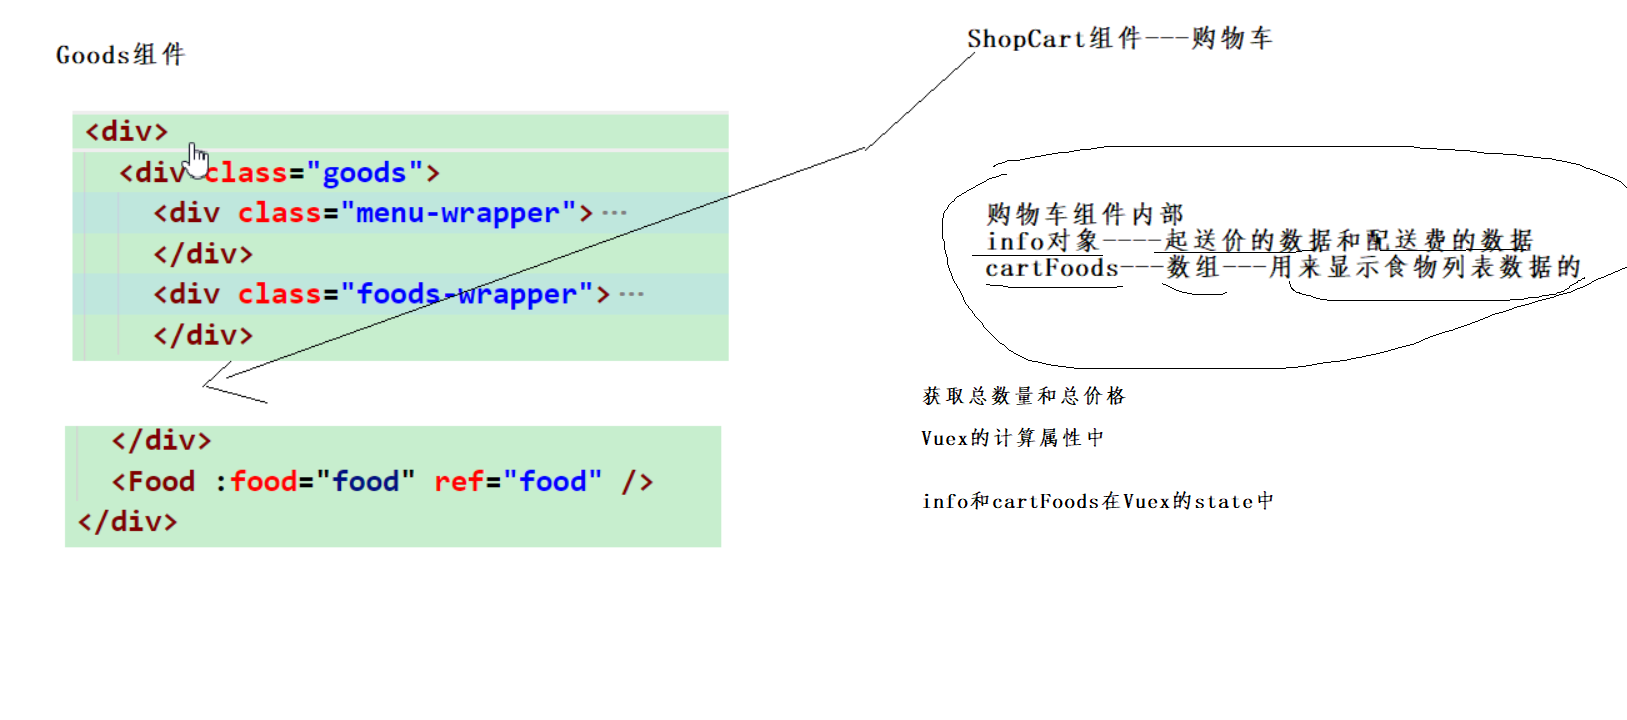 Goods组件
<div>
<div class="goods">
<div class="menu-wrapper">···
</div>
<div class="foods-wrapper">···
</div>
</div>
<Food :food="food" ref="food" />
</div>
ShopCart组件---购物车
购物车组件内部
info对象----起送价的数据和配送费的数据
cartFoods---数组---用来显示食物列表数据的
获取总数量和总价格
Vuex的计算属性中
info和cartFoods在Vuex的state中